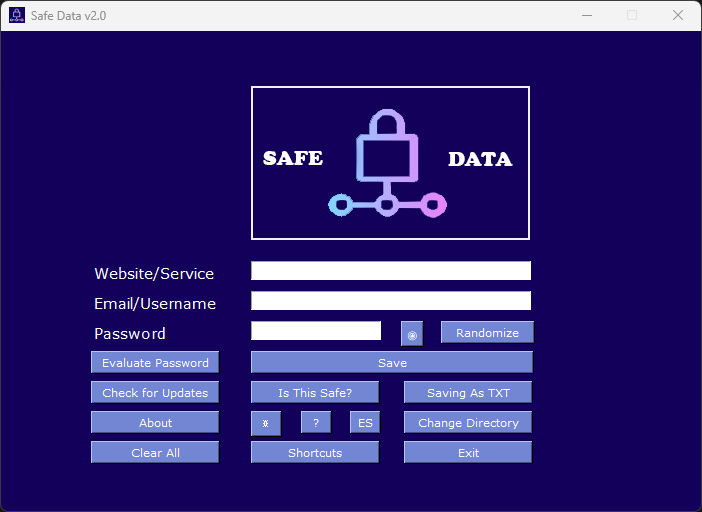 Safe Data v2.0
SAFE DATA
Website/Service
Email/Username
Password Randomize
Evaluate Password Save
Check for Updates Is This Safe? Saving As TXT
About ? ES Change Directory
Clear All Shortcuts Exit